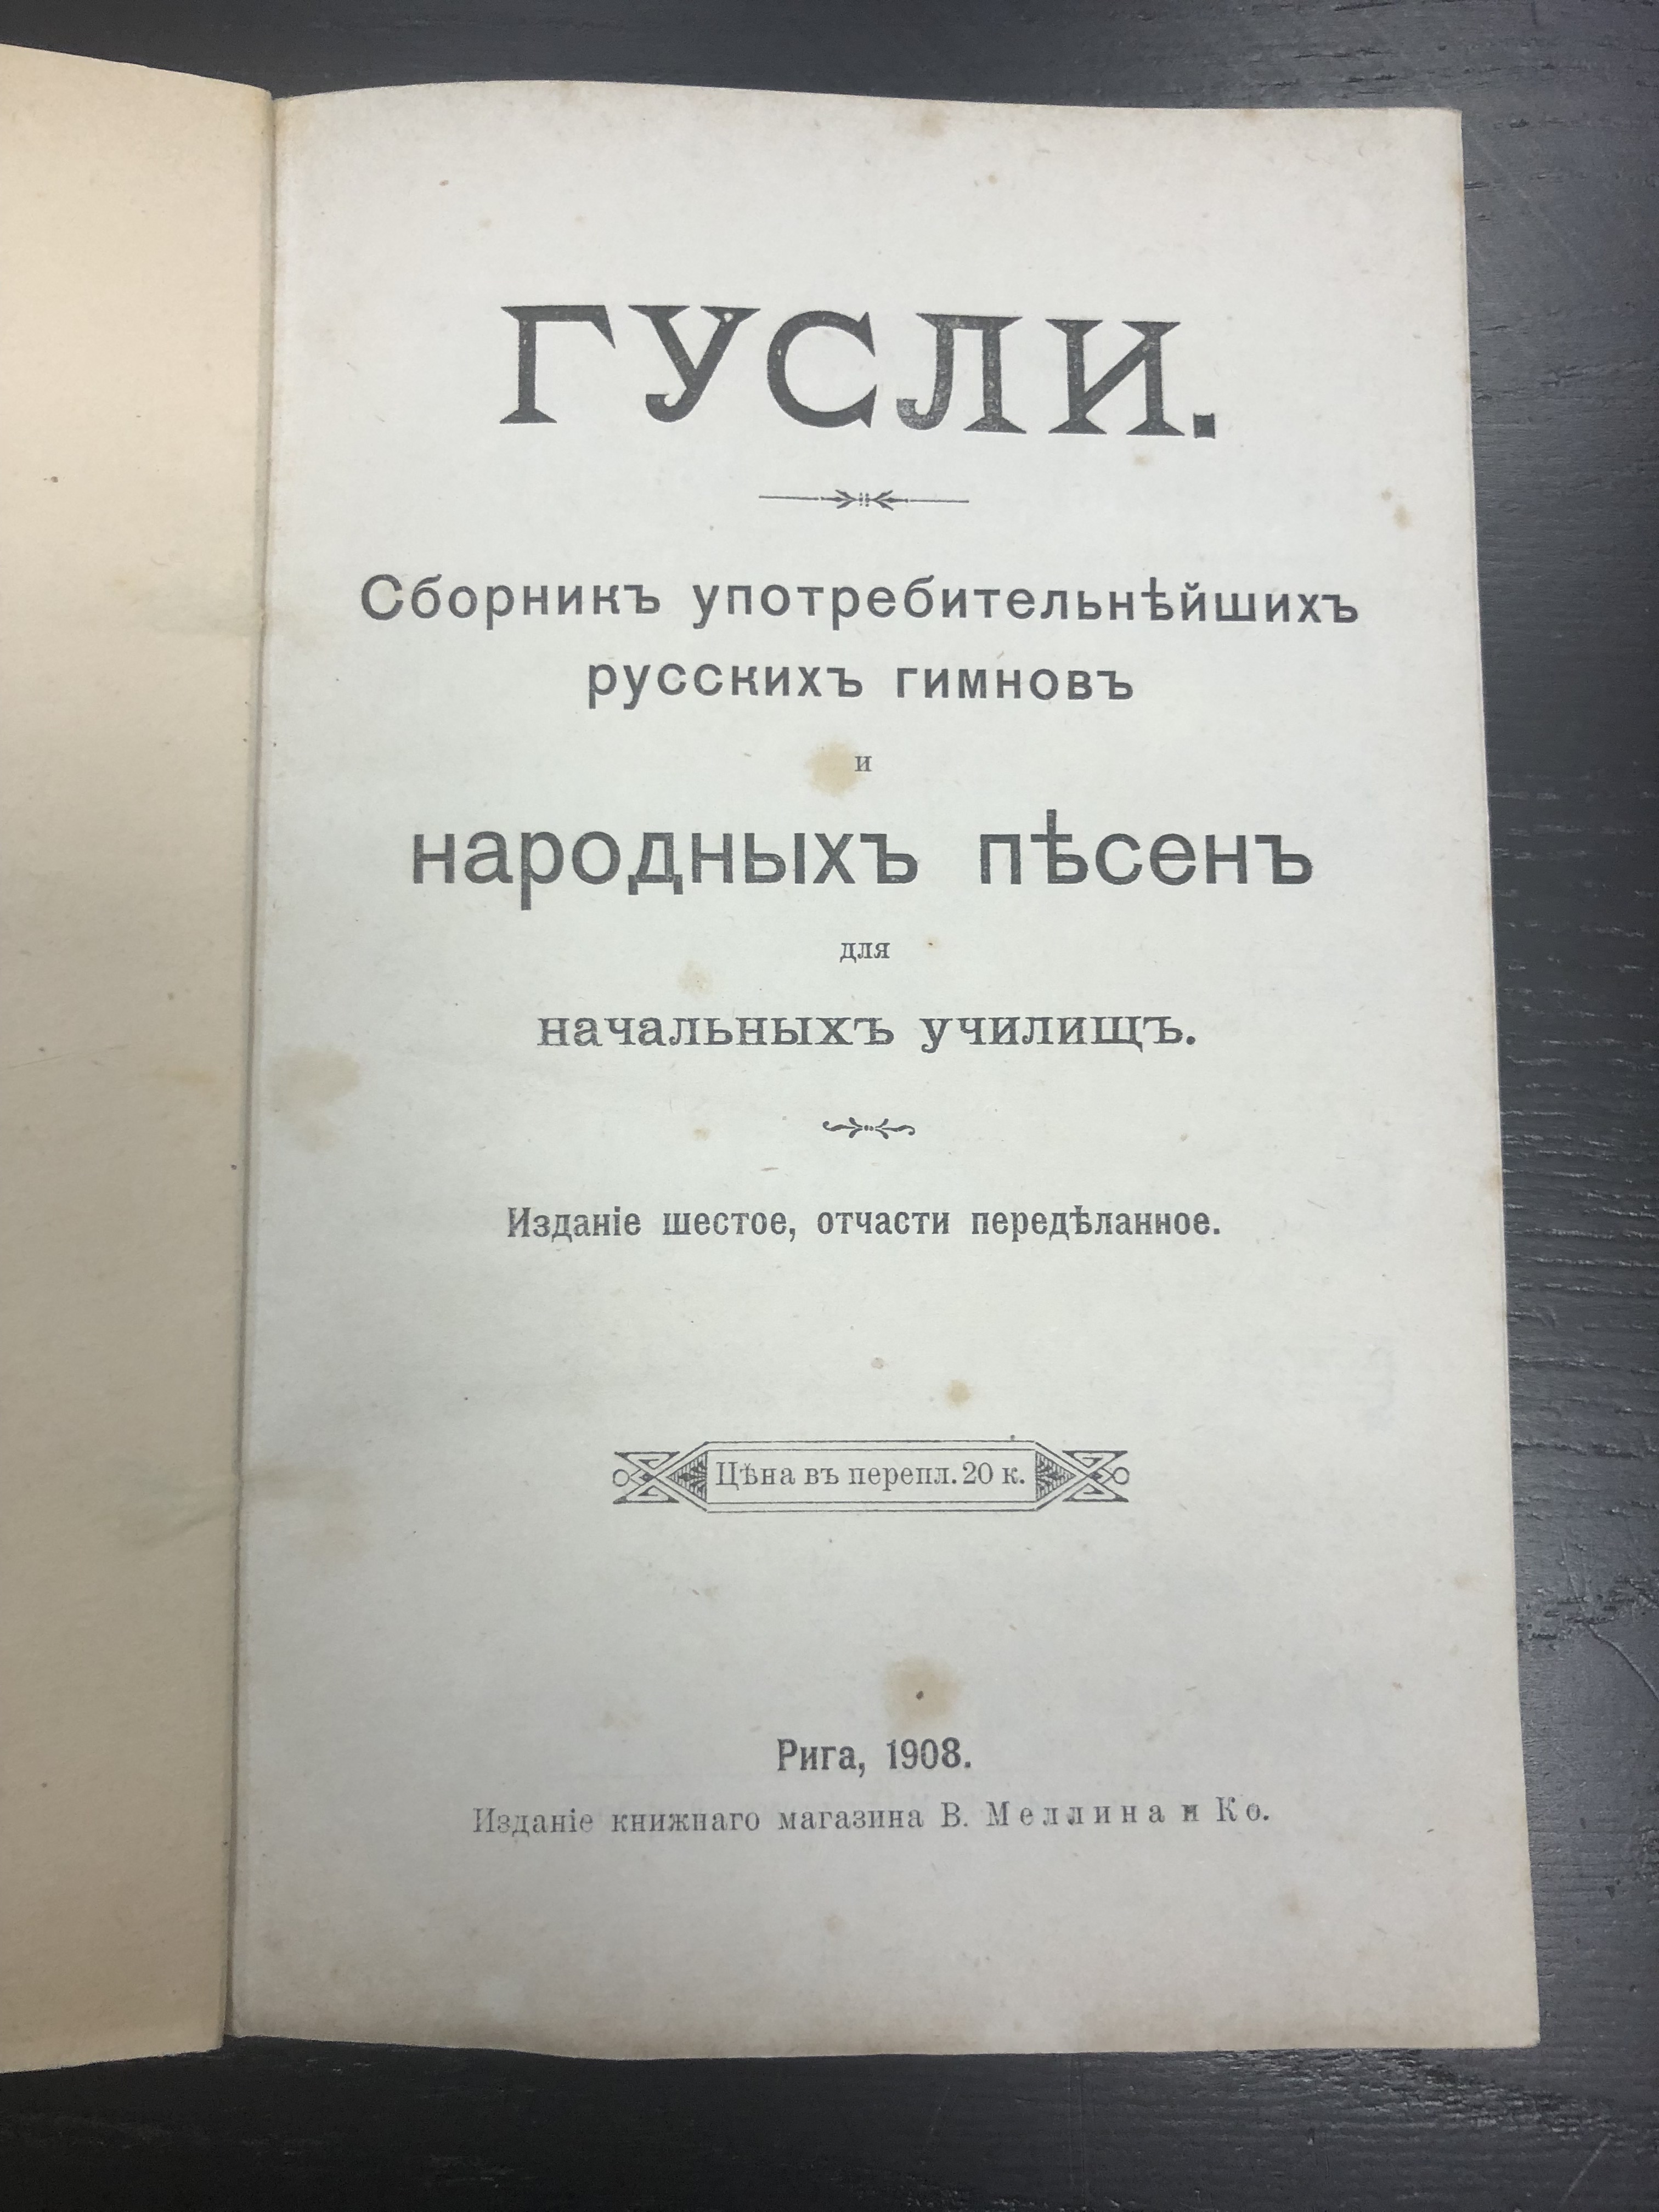 ГУСЛИ.
Сборникъ употребительнѣйшихъ
русскихъ гимновъ
и
народныхъ пѣсенъ
для
начальныхъ училищъ.
Изданіе шестое, отчасти передѣланное.
Цѣна въ перепл. 20 к.
Рига, 1908.
Изданіе книжнаго магазина В. Меллина и Ко.